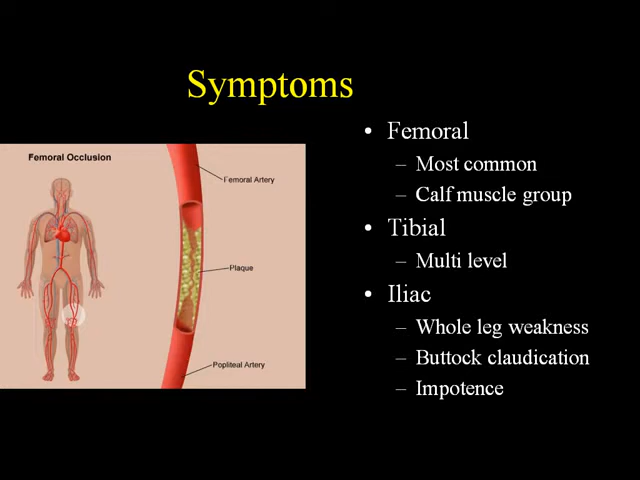 Symptoms
Femoral Occlusion
Femoral Artery
Plaque
Popliteal Artery
• Femoral
– Most common
– Calf muscle group
• Tibial
– Multi level
• Iliac
– Whole leg weakness
– Buttock claudication
– Impotence